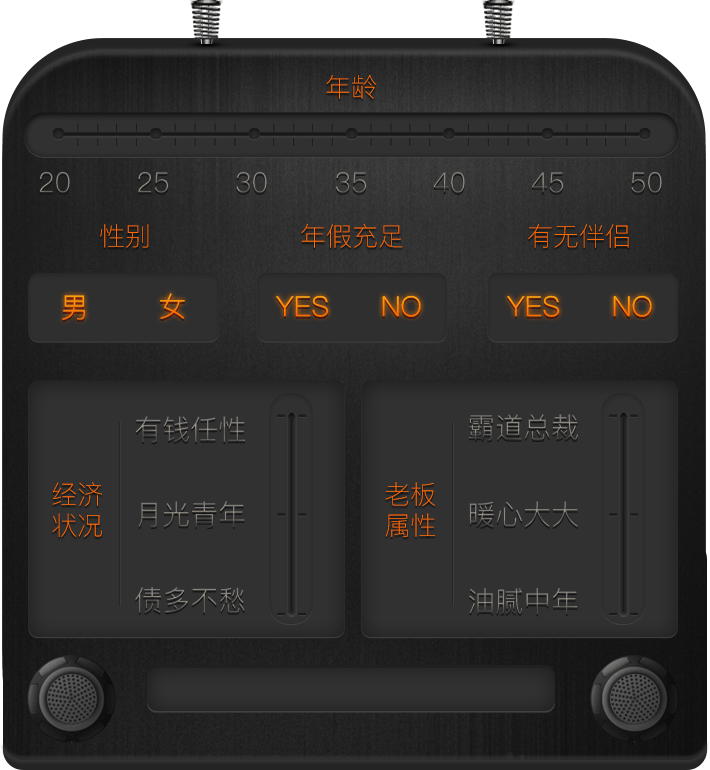 年龄
20 25 30 35 40 45 50
性别 年假充足 有无伴侣
男 女 YES NO YES NO
经济
状况
有钱任性
月光青年
债多不愁
老板
属性
霸道总裁
暖心大大
油腻中年